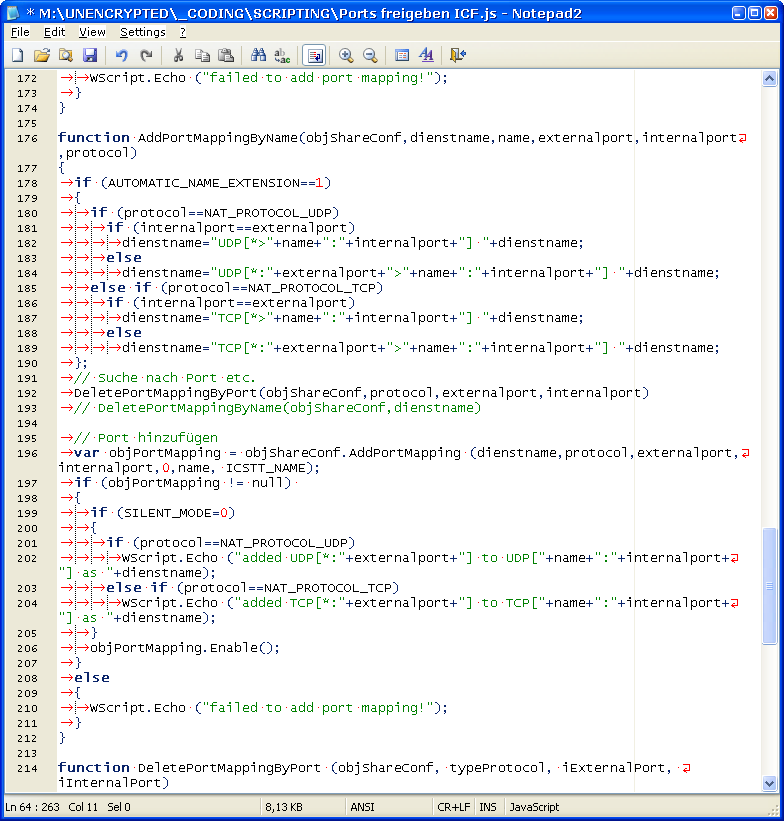 * M:\UNENCRYPTED\_CODING\SCRIPTING\Ports freigeben ICF.js - Notepad2
File Edit View Settings ?
172 WScript.Echo ("failed to add port mapping!");
173 }
174 }
175
176 function AddPortMappingByName(objShareConf,dienstname,name,externalport,internalport
,protocol)
177 {
178 if (AUTOMATIC_NAME_EXTENSION==1)
179 {
180 if (protocol==NAT_PROTOCOL_UDP)
181 if (internalport==externalport)
182 dienstname="UDP[*>"+name+":"+internalport+"] "+dienstname;
183 else
184 dienstname="UDP[*:"+externalport+">"+name+":"+internalport+"] "+dienstname;
185 else if (protocol==NAT_PROTOCOL_TCP)
186 if (internalport==externalport)
187 dienstname="TCP[*>"+name+":"+internalport+"] "+dienstname;
188 else
189 dienstname="TCP[*:"+externalport+">"+name+":"+internalport+"] "+dienstname;
190 };
191 // Suche nach Port etc.
192 DeletePortMappingByPort(objShareConf,protocol,externalport,internalport)
193 // DeletePortMappingByName(objShareConf,dienstname)
194
195 // Port hinzufügen
196 var objPortMapping = objShareConf.AddPortMapping (dienstname,protocol,externalport,
internalport,0,name, ICSTT_NAME);
197 if (objPortMapping != null)
198 {
199 if (SILENT_MODE=0)
200 {
201 if (protocol==NAT_PROTOCOL_UDP)
202 WScript.Echo ("added UDP[*:"+externalport+"] to UDP["+name+":"+internalport+
"] as "+dienstname);
203 else if (protocol==NAT_PROTOCOL_TCP)
204 WScript.Echo ("added TCP[*:"+externalport+"] to TCP["+name+":"+internalport+
"] as "+dienstname);
205 }
206 objPortMapping.Enable();
207 }
208 else
209 {
210 WScript.Echo ("failed to add port mapping!");
211 }
212 }
213
214 function DeletePortMappingByPort (objShareConf, typeProtocol, iExternalPort,
iInternalPort)
Ln 64 : 263 Col 11 Sel 0 8,13 KB ANSI CR+LF INS JavaScript